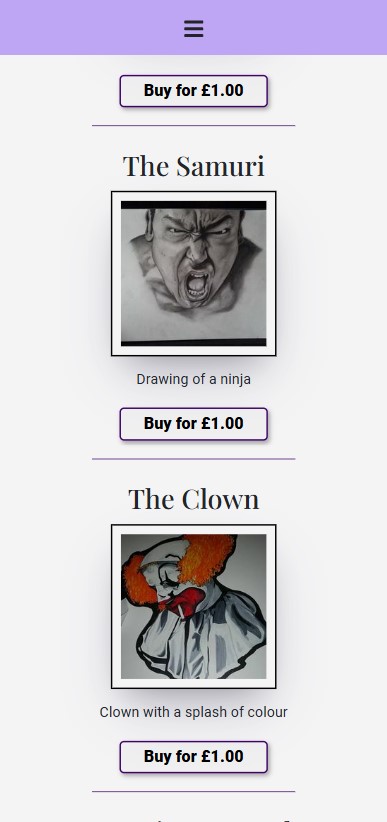 Buy for £1.00
The Samuri
Drawing of a ninja
Buy for £1.00
The Clown
Clown with a splash of colour
Buy for £1.00